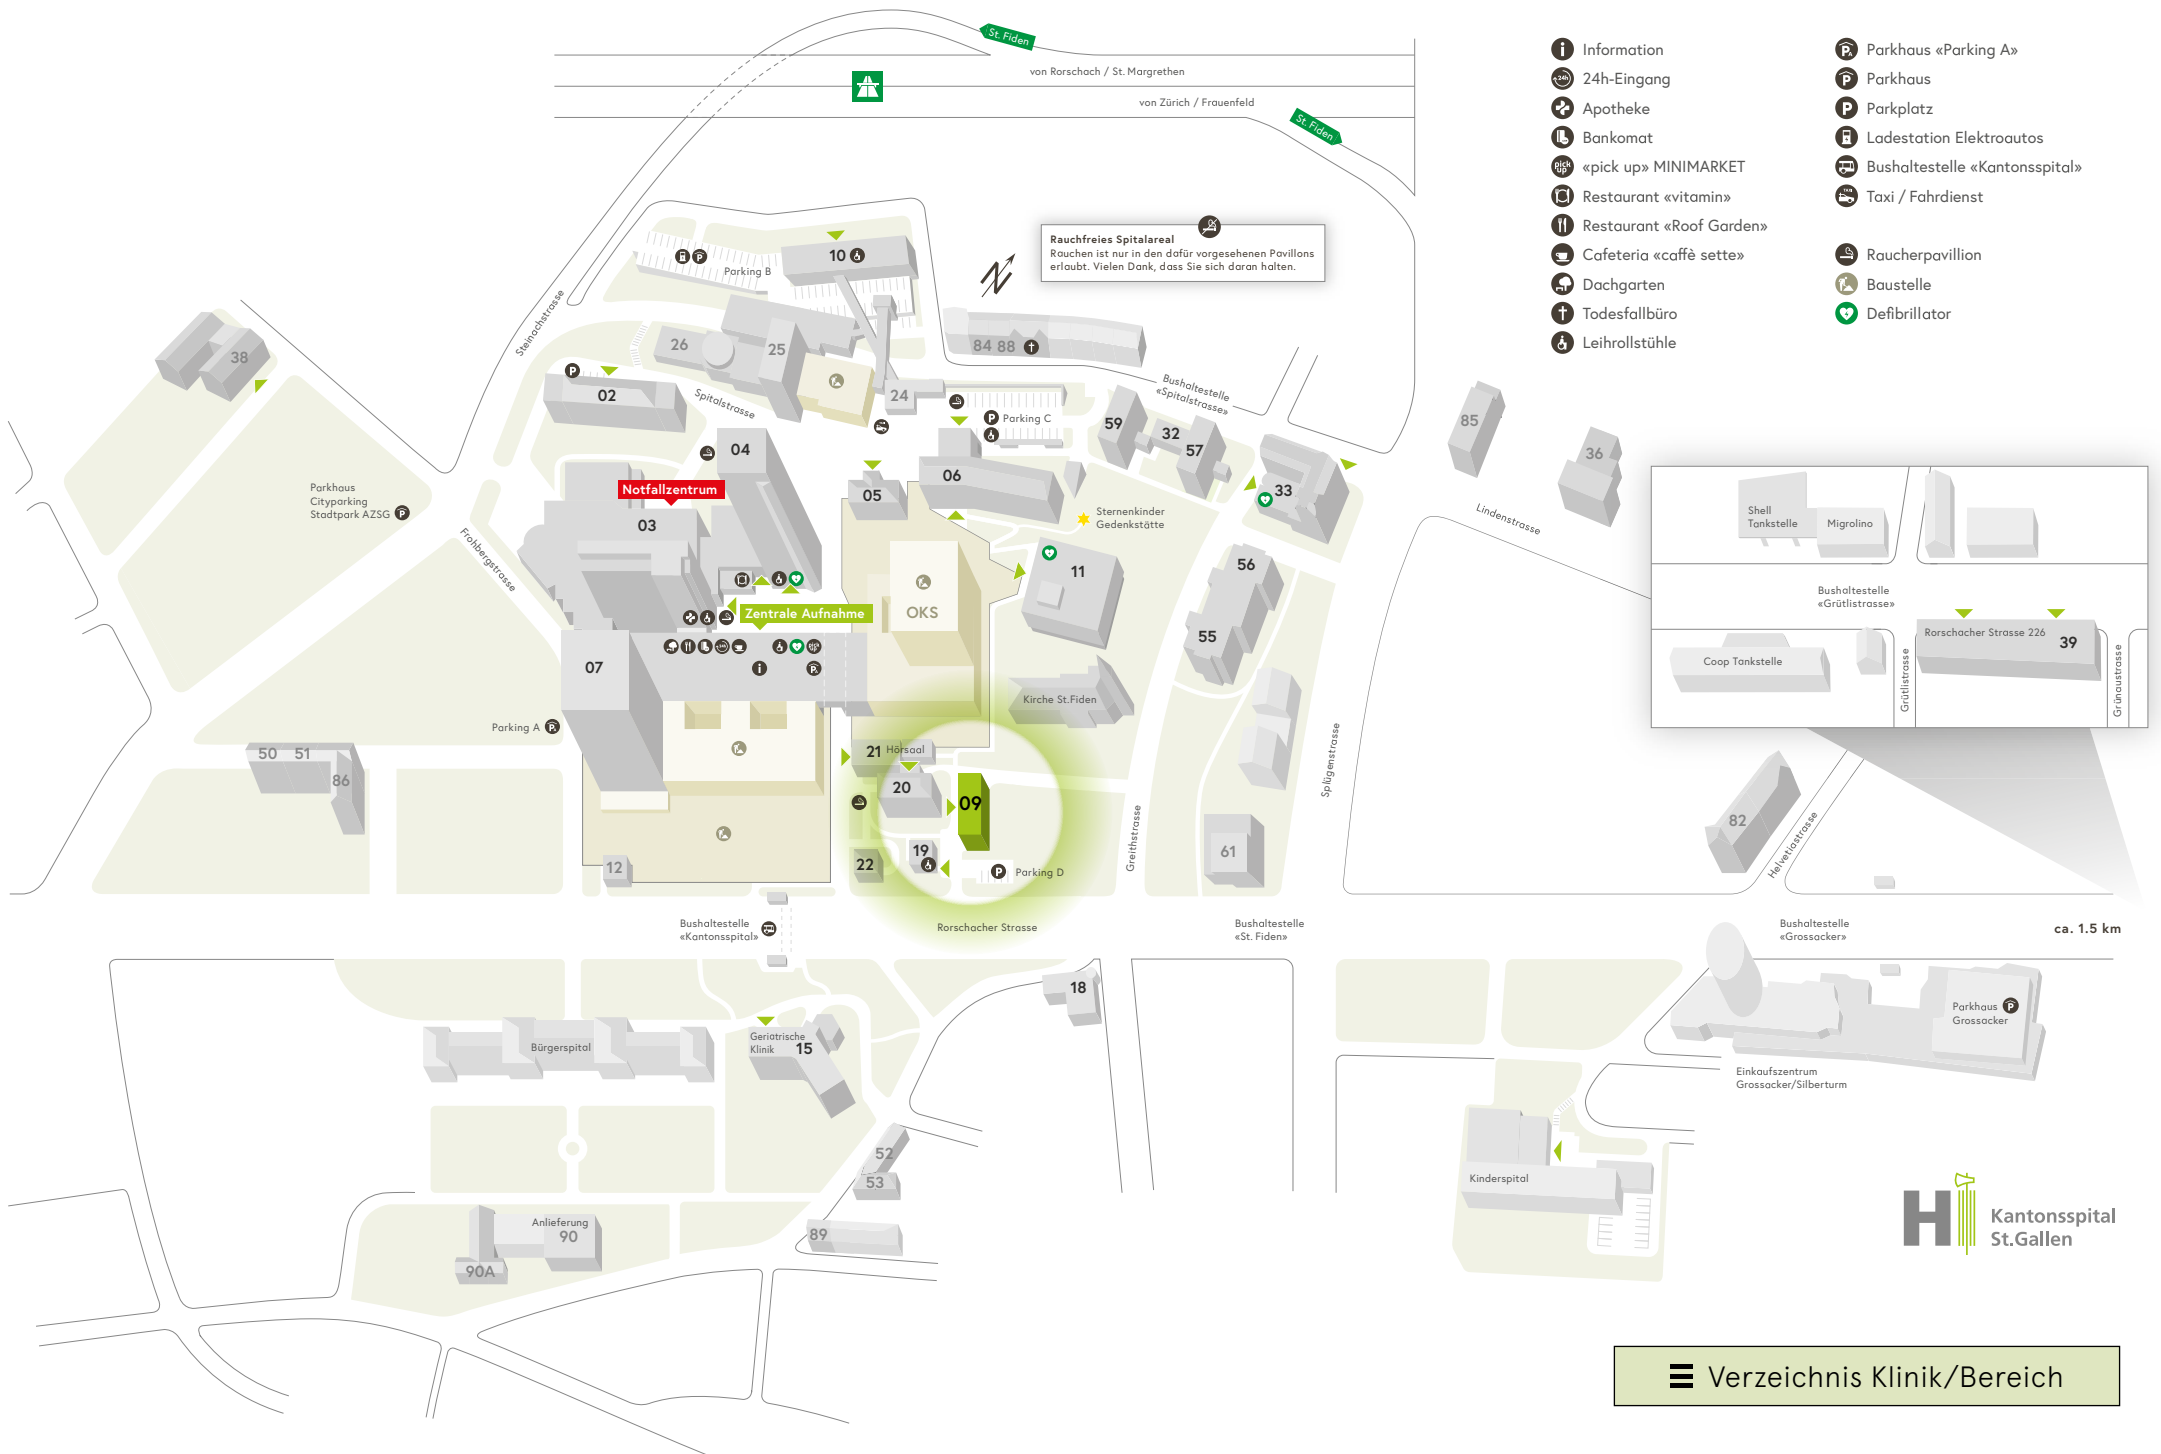 St. Fiden
von Rorschach / St. Margrethen
von Zürich / Frauenfeld
St. Fiden
Information
24h-Eingang
Apotheke
Bankomat
«pick up» MINIMARKET
Restaurant «vitamin»
Restaurant «Roof Garden»
Cafeteria «caffè sette»
Dachgarten
Todesfallbüro
Leihrollstühle
Parkhaus «Parking A»
Parkhaus
Parkplatz
Ladestation Elektroautos
Bushaltestelle «Kantonsspital»
Taxi / Fahrdienst
Raucherpavillion
Baustelle
Defibrillator
Rauchfreies Spitalareal
Rauchen ist nur in den dafür vorgesehenen Pavillons
erlaubt. Vielen Dank, dass Sie sich daran halten.
N
10
Parking B
Steinachstrasse
38
26
25
84 88
02
Spitalstrasse
24
Parking C
Bushaltestelle
«Spitalstrasse»
59
32
57
85
36
04
06
05
33
Notfallzentrum
03
Parkhaus
Cityparking
Stadtpark AZSG
Frohbergstrasse
Sternenkinder
Gedenkstätte
Lindenstrasse
Shell
Tankstelle
Migrolino
Bushaltestelle
«Grütlistrasse»
Rorschacher Strasse 226
39
Coop Tankstelle
Grütlistrasse
Grünaustrasse
11
56
55
OKS
Zentrale Aufnahme
07
Kirche St.Fiden
Parking A
50
51
86
21
Hörsaal
20
09
19
22
Parking D
12
Greithstrasse
Splügenstrasse
61
82
Helvetiastrasse
Bushaltestelle
«Kantonsspital»
Rorschacher Strasse
Bushaltestelle
«St. Fiden»
Bushaltestelle
«Grossacker»
ca. 1.5 km
18
Parkhaus
Grossacker
Einkaufszentrum
Grossacker/Silberturm
Bürgerspital
Geriatrische
Klinik
15
52
53
89
Anlieferung
90
90A
Kinderspital
Kantonsspital
St.Gallen
Verzeichnis Klinik/Bereich